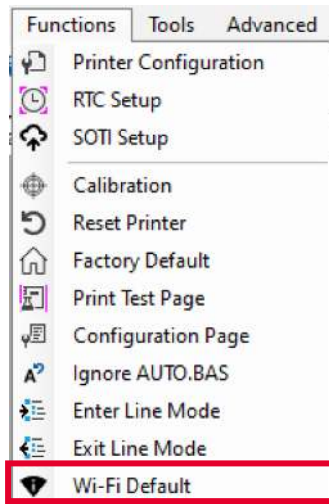 Functions Tools Advanced
Printer Configuration
RTC Setup
SOTI Setup
Calibration
Reset Printer
Factory Default
Print Test Page
Configuration Page
Ignore AUTO.BAS
Enter Line Mode
Exit Line Mode
Wi-Fi Default